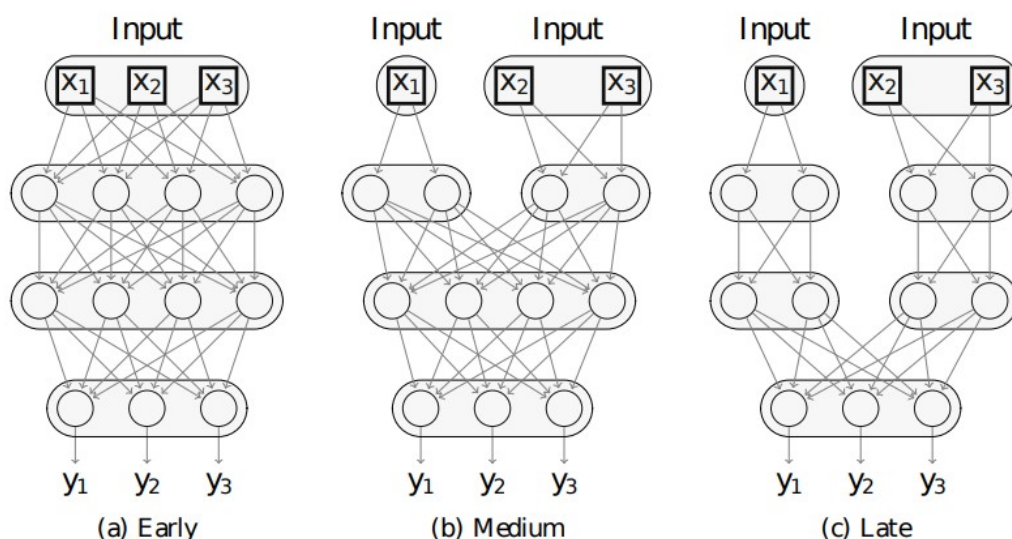 Input
x1 x2 x3
y1 y2 y3
(a) Early
Input Input
x1 x2 x3
y1 y2 y3
(b) Medium
Input Input
x1 x2 x3
y1 y2 y3
(c) Late